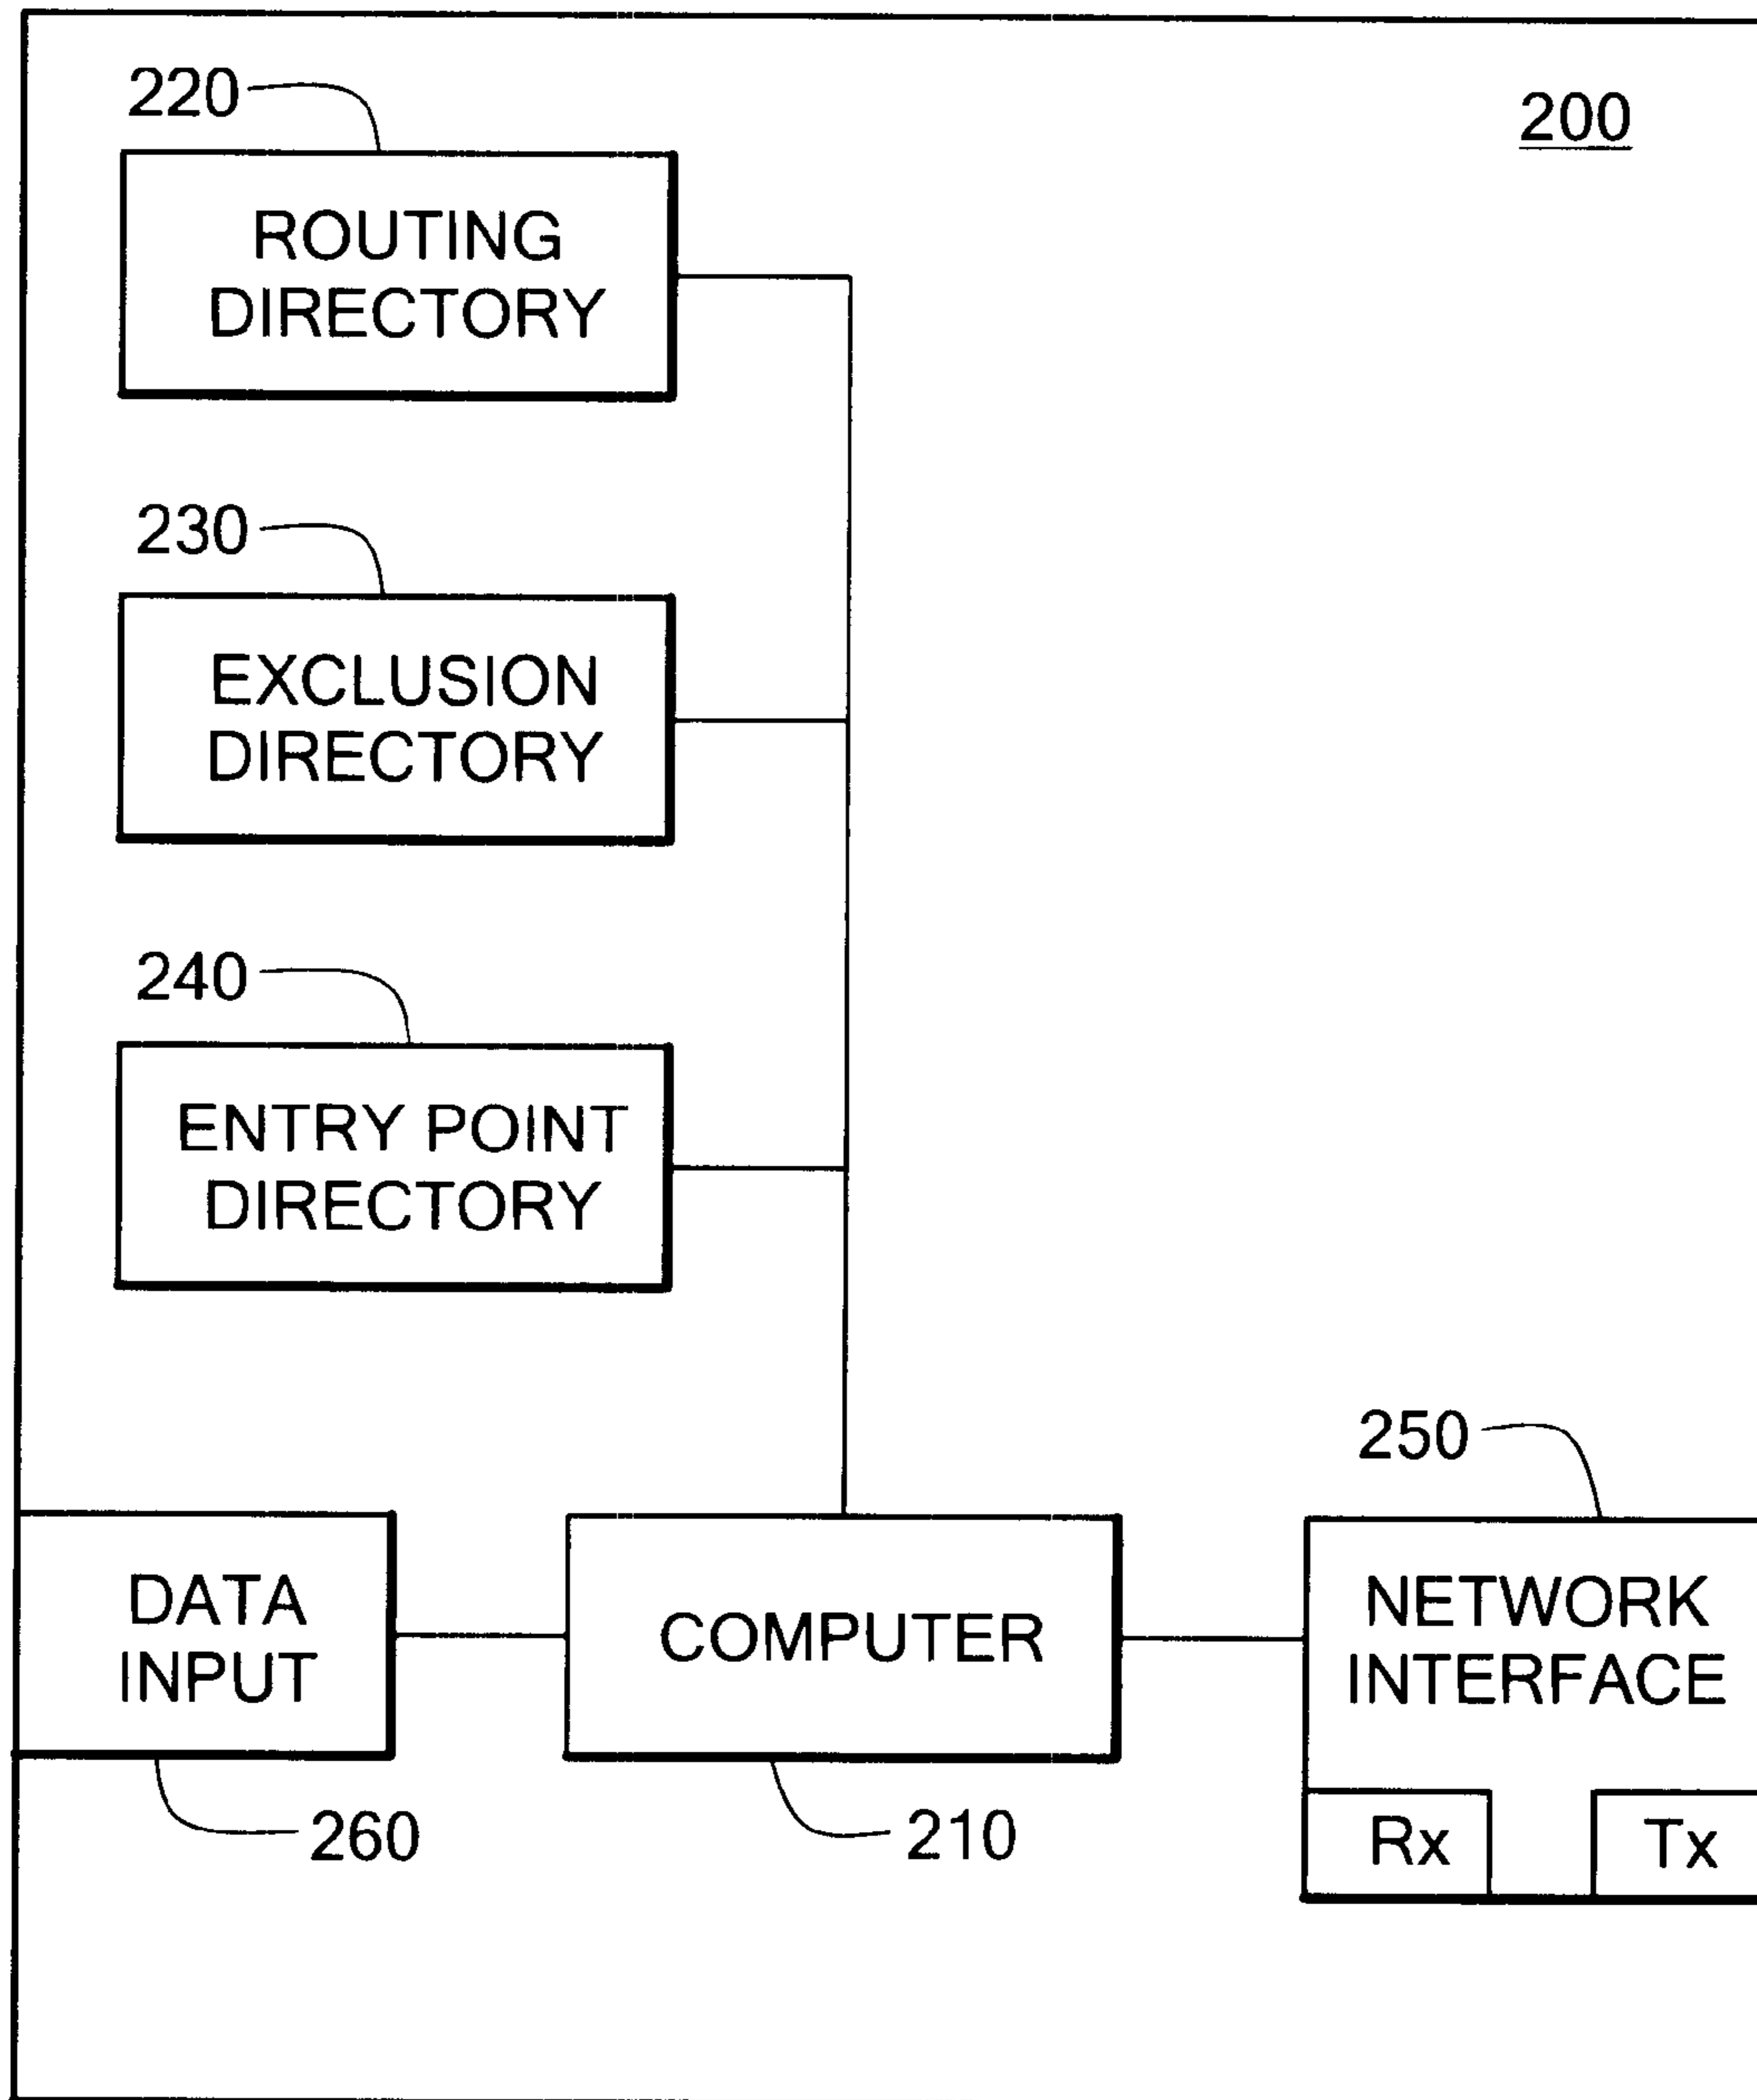 220
200
ROUTING
DIRECTORY
230
EXCLUSION
DIRECTORY
240
ENTRY POINT
DIRECTORY
250
DATA
INPUT
COMPUTER
NETWORK
INTERFACE
Rx
Tx
260
210